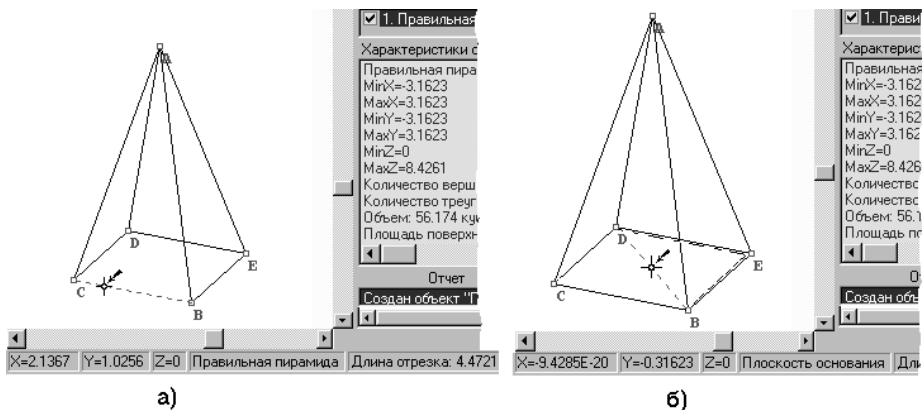 1. Правильная
Характеристики о
Правильная пира
MinX=-3.1623
MaxX=3.1623
MinY=-3.1623
MaxY=3.1623
MinZ=0
MaxZ=8.4261
Количество верш
Количество треуг
Объем: 56.174 куи
Площадь поверхн
Отчет
Создан объект "П
D
E
C
B
X=2.1367 Y=1.0256 Z=0 Правильная пирамида Длина отрезка: 4.4721
а)
1. Прави
Характерис
Правильная
MinX=-3.162
MaxX=3.162
MinY=-3.162
MaxY=3.162
MinZ=0
MaxZ=8.426
Количество
Количество
Объем: 56.1
Площадь по
О
Создан объ
D
E
C
B
X=-9.4285E-20 Y=-0.31623 Z=0 Плоскость основания Дли
б)